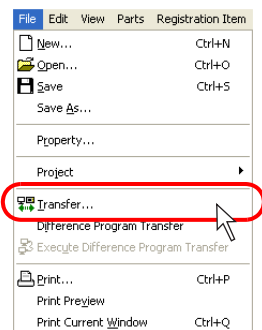 File Edit View Parts Registration Item
New... Ctrl+N
Open... Ctrl+O
Save Ctrl+S
Save As...
Property...
Project
Transfer...
Difference Program Transfer
Execute Difference Program Transfer
Print... Ctrl+P
Print Preview
Print Current Window Ctrl+Q